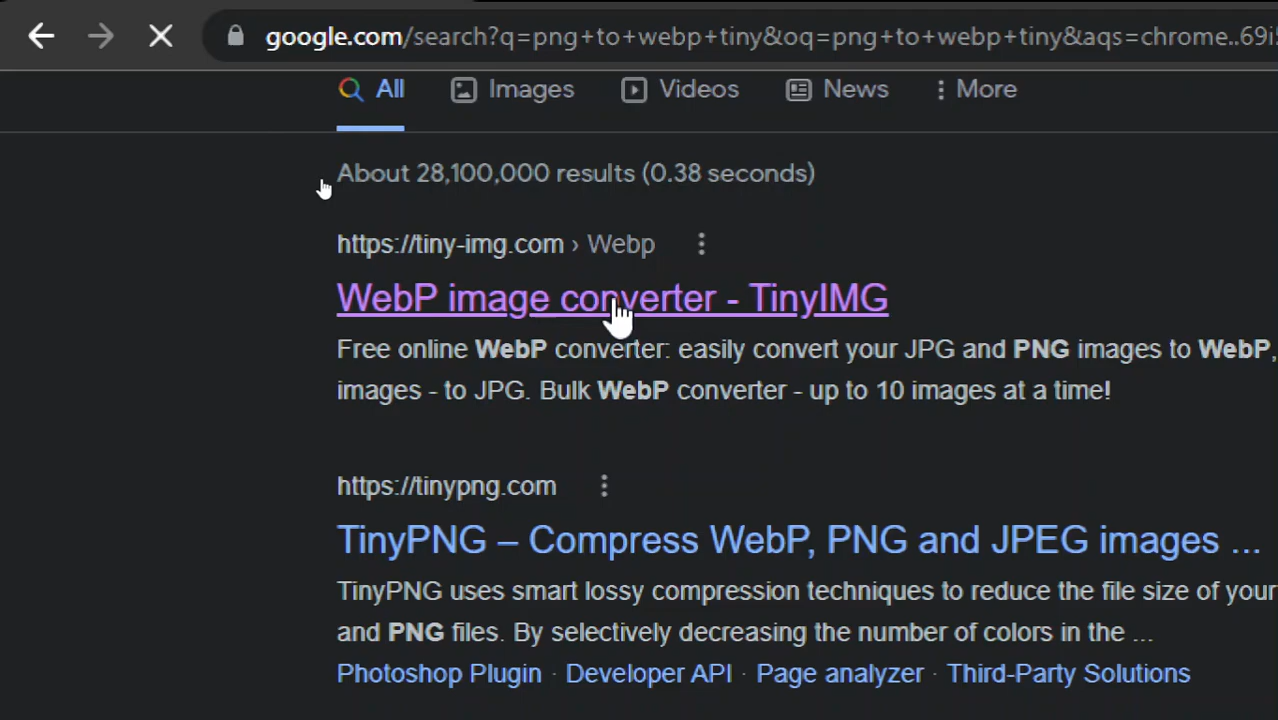 google.com/search?q=png+to+webp+tiny&oq=png+to+webp+tiny&aqs=chrome..69i5
All Images Videos News More
About 28,100,000 results (0.38 seconds)
https://tiny-img.com › Webp
WebP image converter - TinyIMG
Free online WebP converter: easily convert your JPG and PNG images to WebP,
images - to JPG. Bulk WebP converter - up to 10 images at a time!
https://tinypng.com
TinyPNG – Compress WebP, PNG and JPEG images ...
TinyPNG uses smart lossy compression techniques to reduce the file size of your
and PNG files. By selectively decreasing the number of colors in the ...
Photoshop Plugin · Developer API · Page analyzer · Third-Party Solutions